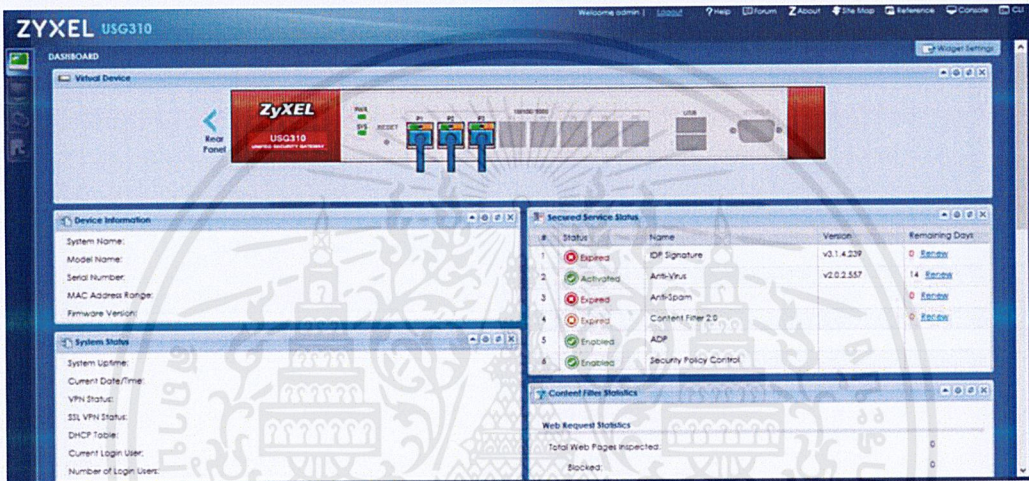 Welcome admin | Logout ?Help Forum About Site Map Reference Console CLI
ZYXEL USG310
DASHBOARD
Widget Settings
Virtual Device
ZyXEL
USG310
UNIFIED SECURITY GATEWAY
Rear
Panel
PWR
SYS
RESET
P1 P2 P3
USB
Device Information
System Name:
Model Name:
Serial Number:
MAC Address Range:
Firmware Version:
System Status
System Uptime:
Current Date/Time:
VPN Status:
SSL VPN Status:
DHCP Table:
Current Login User:
Number of Login Users:
Secured Service Status
# Status Name Version Remaining Days
1 Expired IDP Signature v3.1.4.239 0 Renew
2 Activated Anti-Virus v2.0.2.557 14 Renew
3 Expired Anti-Spam 0 Renew
4 Expired Content Filter 2.0 0 Renew
5 Enabled ADP
6 Enabled Security Policy Control
Content Filter Statistics
Web Request Statistics
Total Web Pages Inspected: 0
Blocked: 0